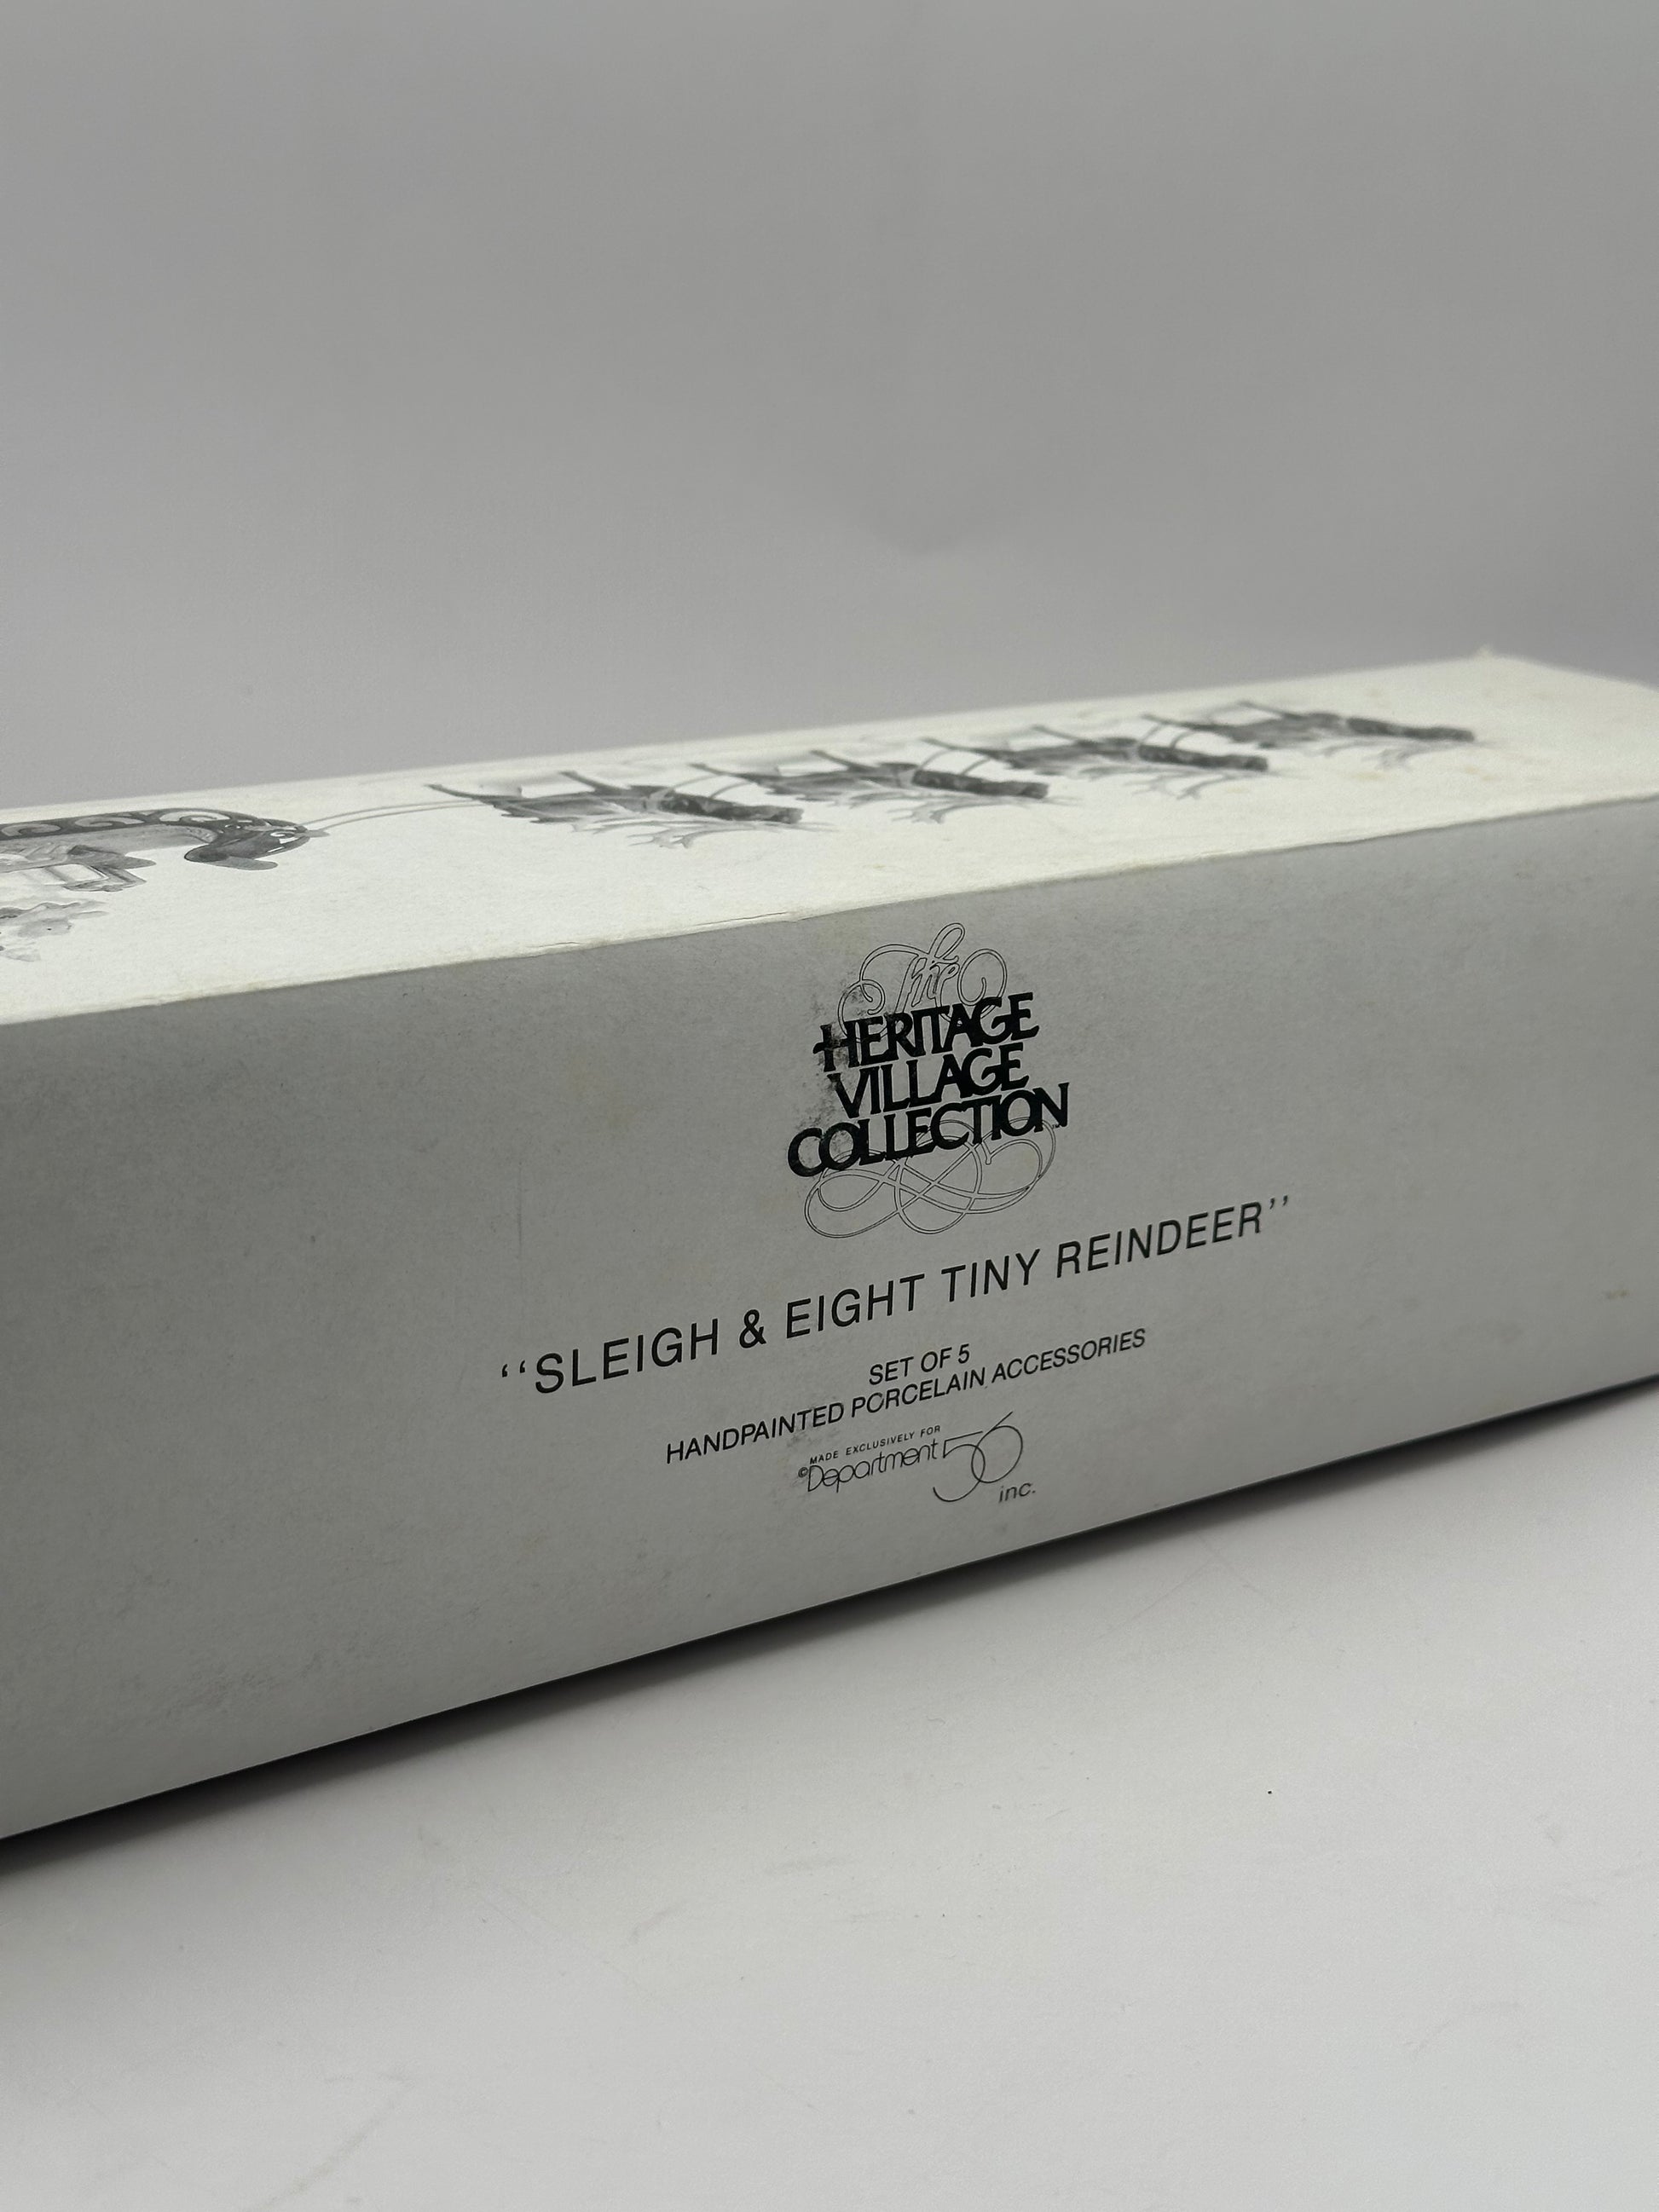 The
HERITAGE
VILLAGE
COLLECTION
‘‘SLEIGH & EIGHT TINY REINDEER’’
SET OF 5
HANDPAINTED PORCELAIN ACCESSORIES
MADE EXCLUSIVELY FOR
©Department 56
inc.